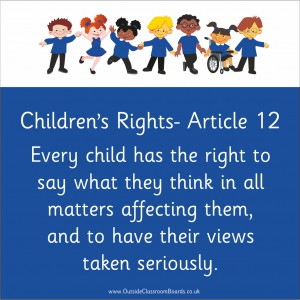 Children's Rights- Article 12
Every child has the right to
say what they think in all
matters affecting them,
and to have their views
taken seriously.
www.OutsideClassroomBoards.co.uk